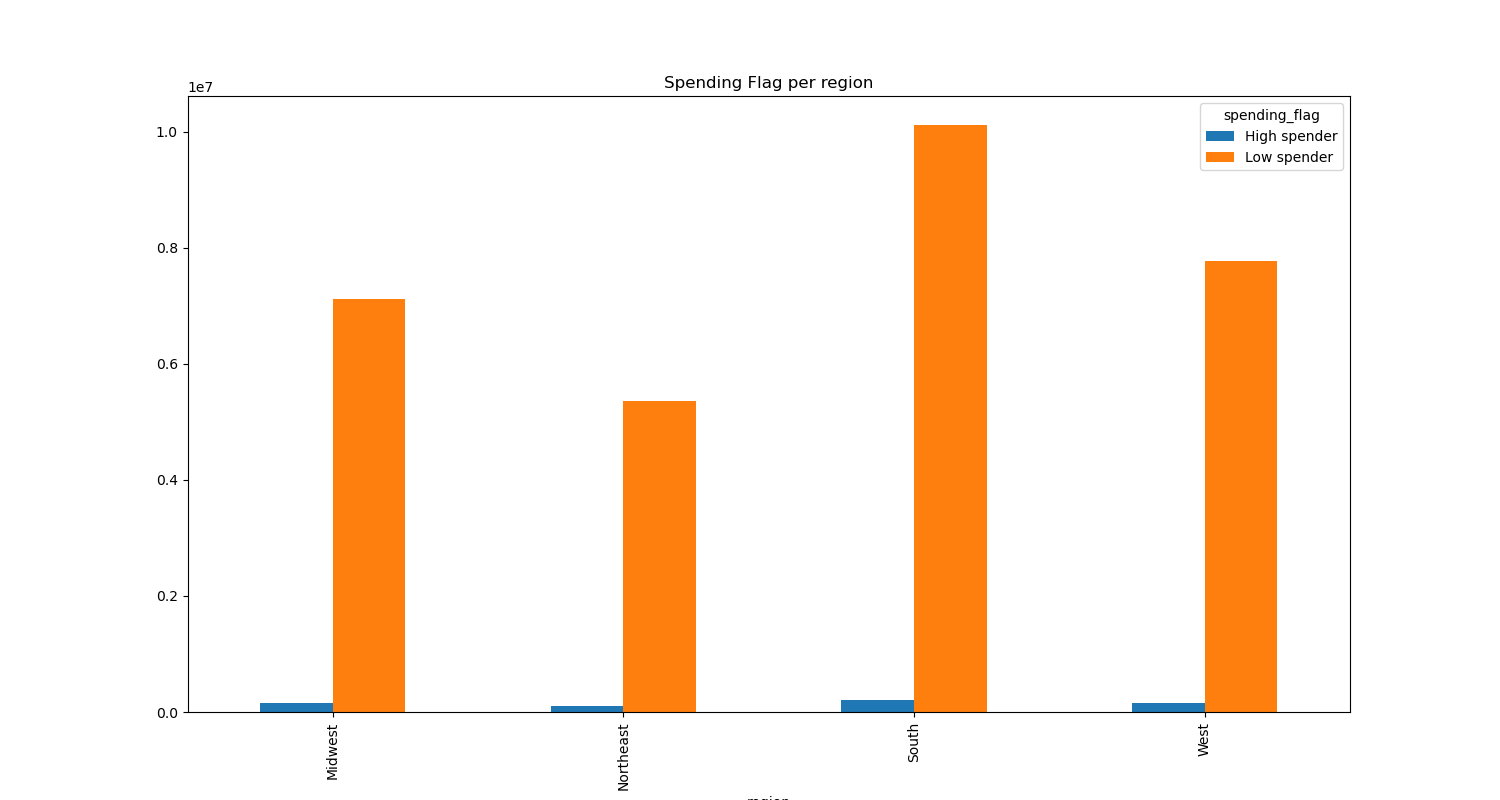 Spending Flag per region
1e7
spending_flag
High spender
Low spender
1.0
0.8
0.6
0.4
0.2
0.0
Midwest
Northeast
South
West
region